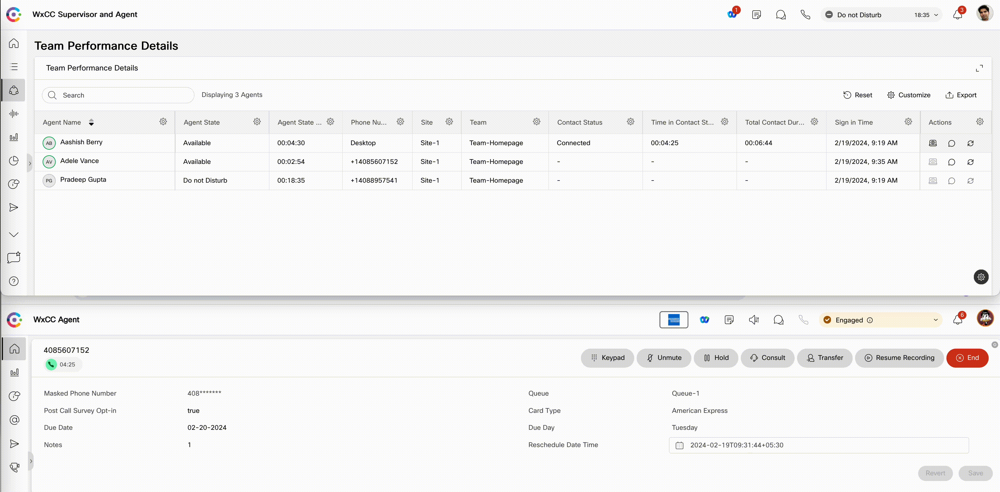 WxCC Supervisor and Agent
1
Do not Disturb 18:35
3
Team Performance Details
Team Performance Details
Search Displaying 3 Agents Reset Customize Export
Agent Name Agent State Agent State ... Phone Nu... Site Team Contact Status Time in Contact St... Total Contact Dur... Sign in Time Actions
AB Aashish Berry Available 00:04:30 Desktop Site-1 Team-Homepage Connected 00:04:25 00:06:44 2/19/2024, 9:19 AM
AV Adele Vance Available 00:02:54 +14085607152 Site-1 Team-Homepage - - - 2/19/2024, 9:35 AM
PG Pradeep Gupta Do not Disturb 00:18:35 +14088957541 Site-1 Team-Homepage - - - 2/19/2024, 9:19 AM
WxCC Agent
AMERICAN
EXPRESS
Engaged
6
4085607152
04:25
Keypad Unmute Hold Consult Transfer Resume Recording End
Masked Phone Number 408******* Queue Queue-1
Post Call Survey Opt-in true Card Type American Express
Due Date 02-20-2024 Due Day Tuesday
Notes 1 Reschedule Date Time 2024-02-19T09:31:44+05:30
Revert Save